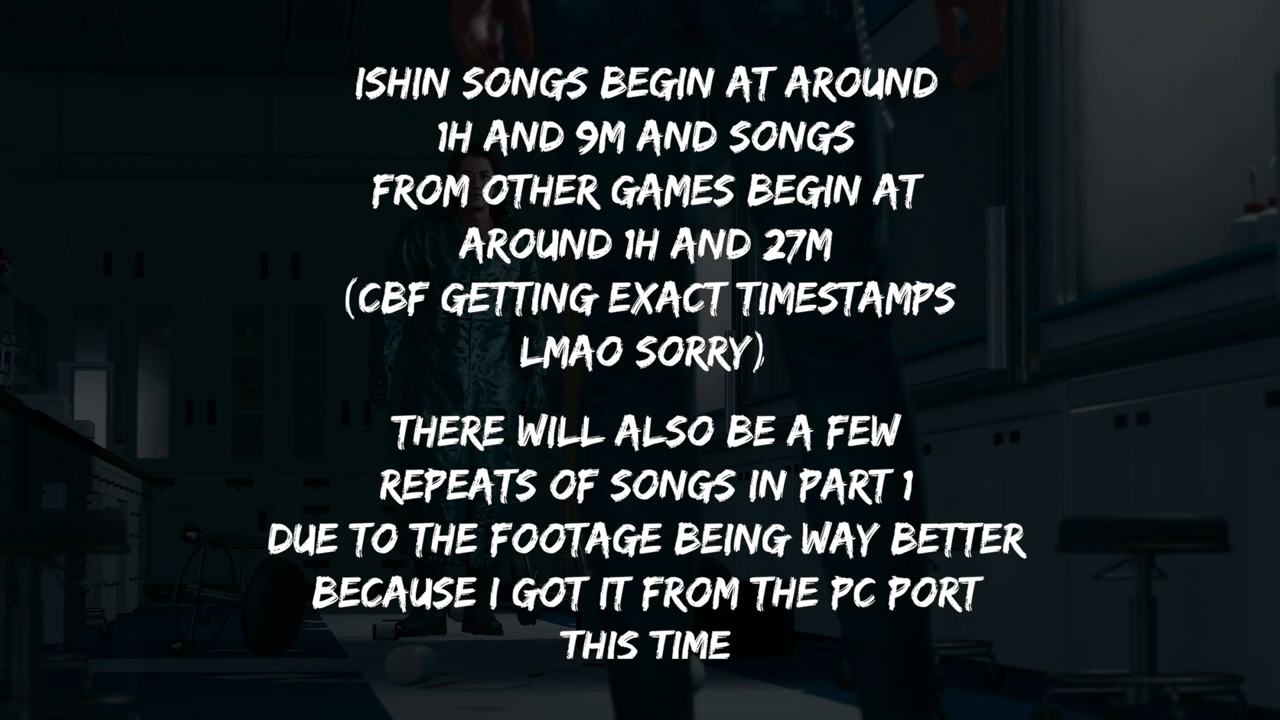 ISHIN SONGS BEGIN AT AROUND
1H AND 9M AND SONGS
FROM OTHER GAMES BEGIN AT
AROUND 1H AND 27M
(CBF GETTING EXACT TIMESTAMPS
LMAO SORRY)
THERE WILL ALSO BE A FEW
REPEATS OF SONGS IN PART 1
DUE TO THE FOOTAGE BEING WAY BETTER
BECAUSE I GOT IT FROM THE PC PORT
THIS TIME